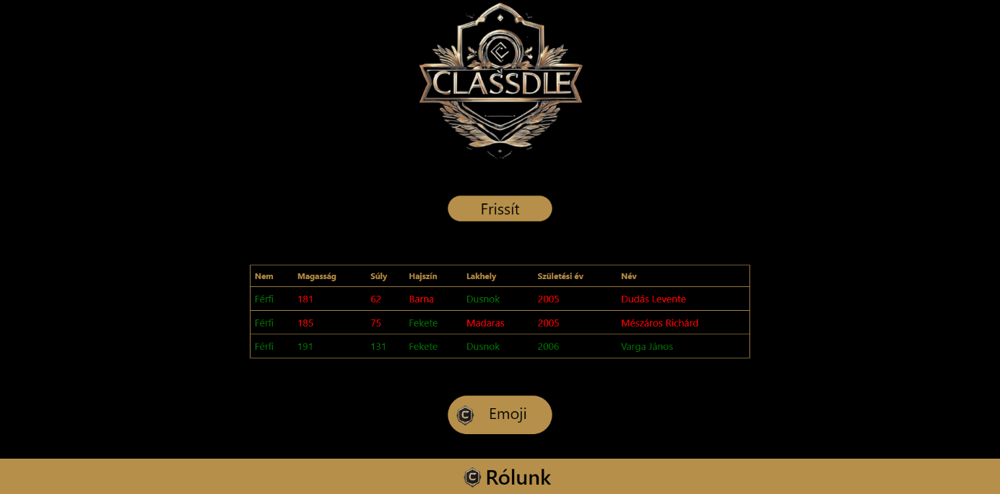 CLASSDLE
Frissít
Nem Magasság Súly Hajszín Lakhely Születési év Név
Férfi 181 62 Barna Dusnok 2005 Dudás Levente
Férfi 185 75 Fekete Madaras 2005 Mészáros Richárd
Férfi 191 131 Fekete Dusnok 2006 Varga János
C Emoji
C Rólunk